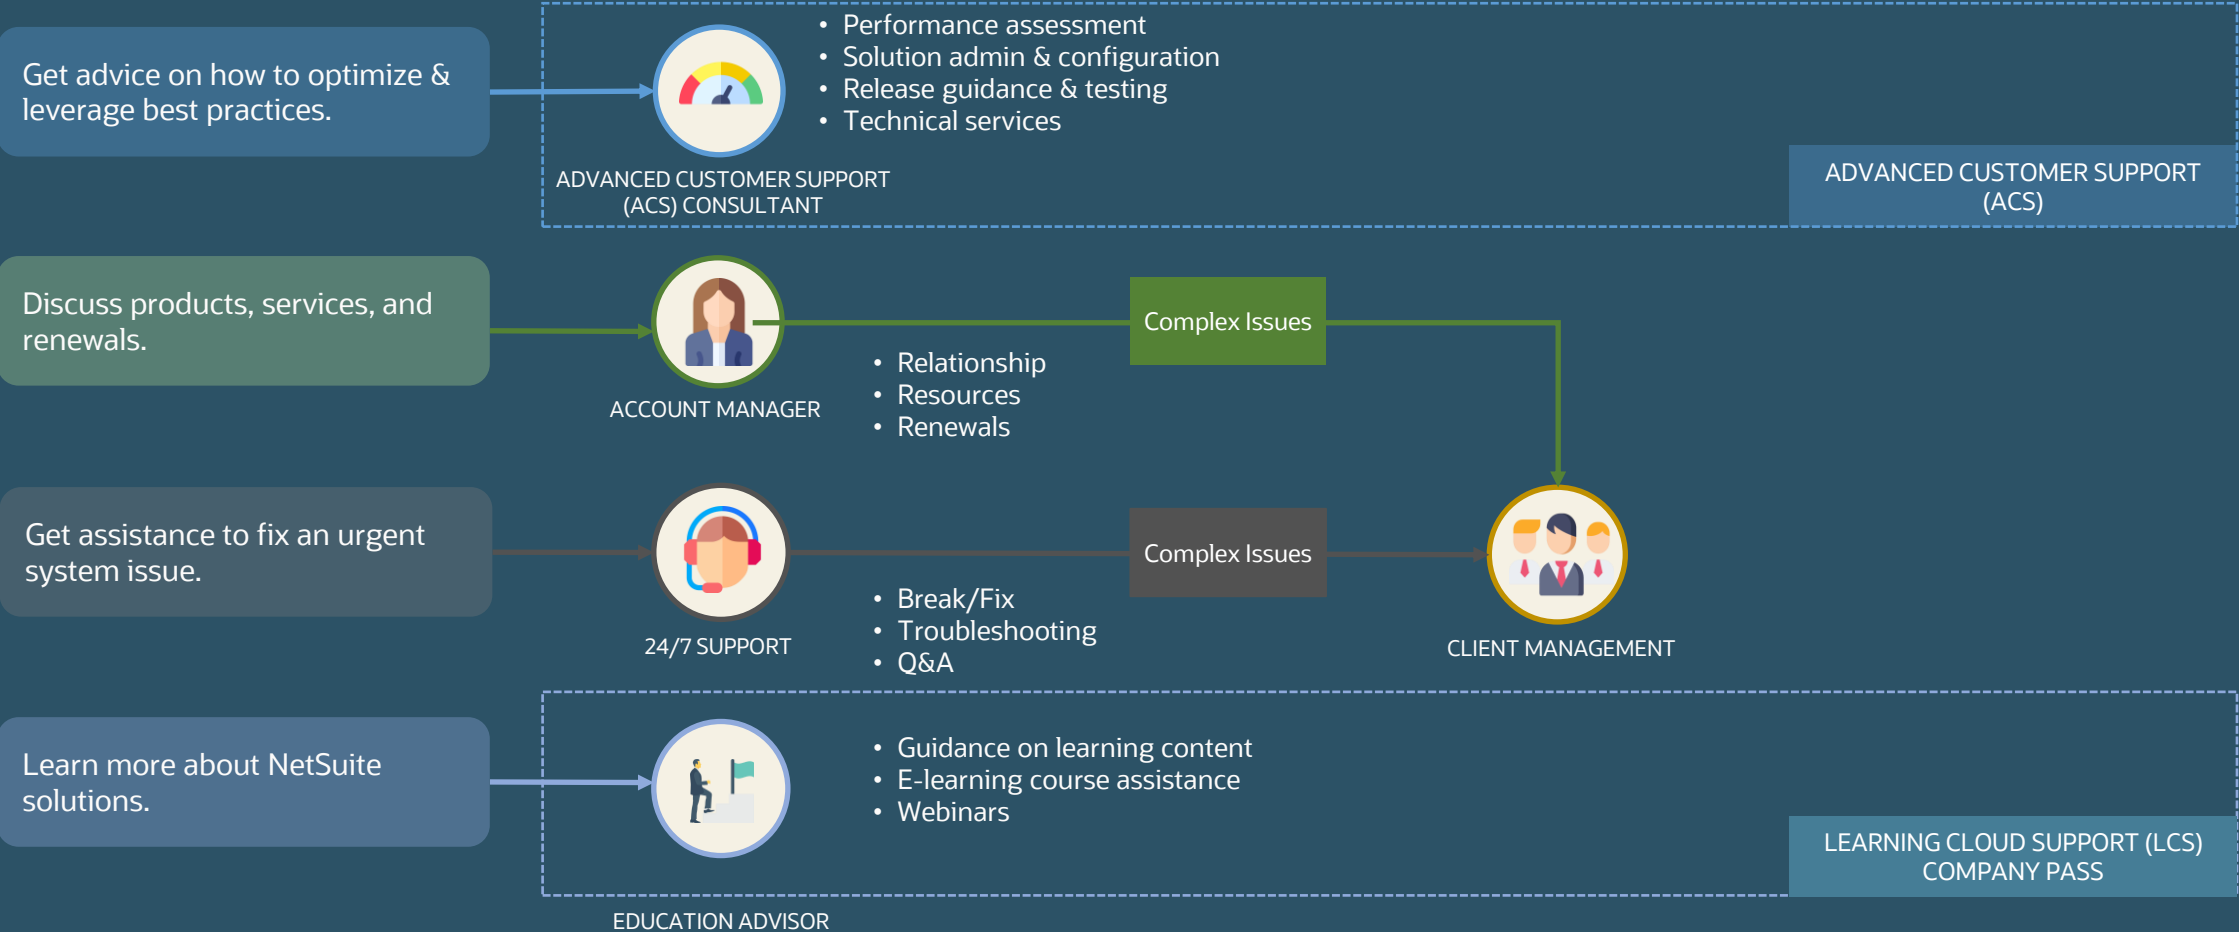 Get advice on how to optimize &
leverage best practices.
• Performance assessment
• Solution admin & configuration
• Release guidance & testing
• Technical services
ADVANCED CUSTOMER SUPPORT
(ACS) CONSULTANT
ADVANCED CUSTOMER SUPPORT
(ACS)
Discuss products, services, and
renewals.
ACCOUNT MANAGER
• Relationship
• Resources
• Renewals
Complex Issues
Get assistance to fix an urgent
system issue.
24/7 SUPPORT
• Break/Fix
• Troubleshooting
• Q&A
Complex Issues
CLIENT MANAGEMENT
Learn more about NetSuite
solutions.
• Guidance on learning content
• E-learning course assistance
• Webinars
EDUCATION ADVISOR
LEARNING CLOUD SUPPORT (LCS)
COMPANY PASS